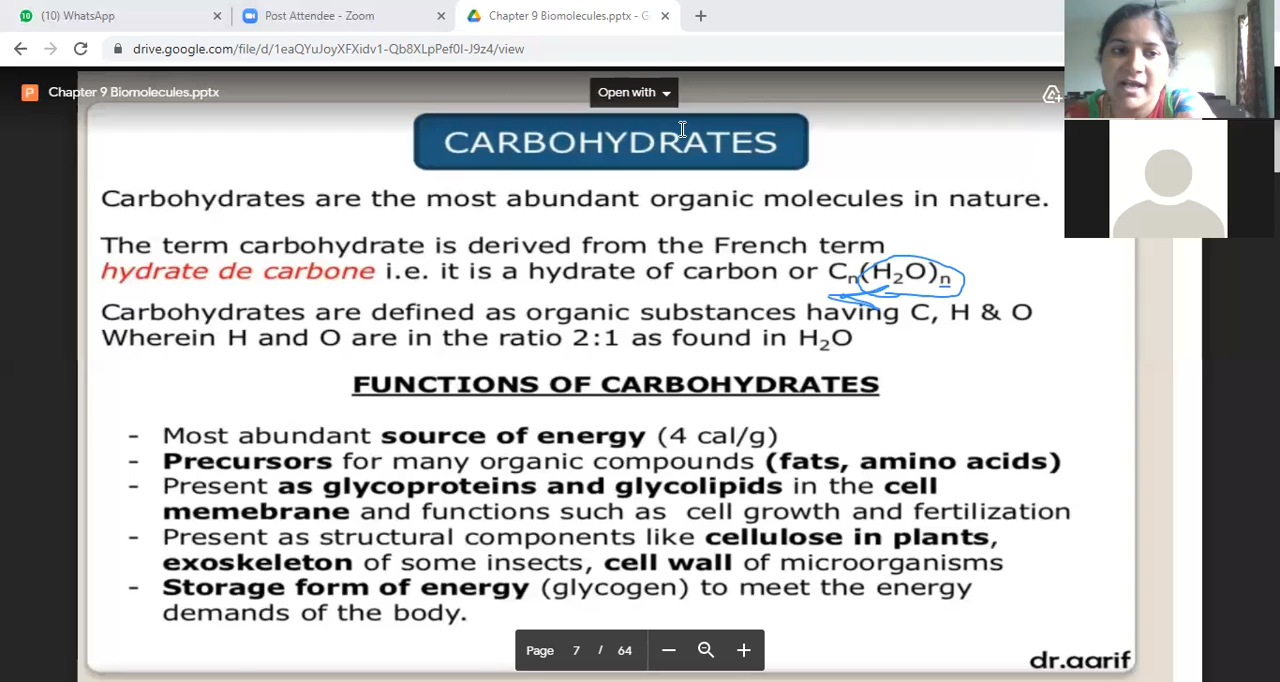 (10) WhatsApp
Post Attendee - Zoom
Chapter 9 Biomolecules.pptx - G
drive.google.com/file/d/1eaQYuJoyXFXidv1-Qb8XLpPef0I-J9z4/view
P Chapter 9 Biomolecules.pptx
Open with
CARBOHYDRATES
Carbohydrates are the most abundant organic molecules in nature.
The term carbohydrate is derived from the French term
hydrate de carbone i.e. it is a hydrate of carbon or Cn(H2O)n
Carbohydrates are defined as organic substances having C, H & O
Wherein H and O are in the ratio 2:1 as found in H2O
FUNCTIONS OF CARBOHYDRATES
- Most abundant source of energy (4 cal/g)
- Precursors for many organic compounds (fats, amino acids)
- Present as glycoproteins and glycolipids in the cell
memebrane and functions such as cell growth and fertilization
- Present as structural components like cellulose in plants,
exoskeleton of some insects, cell wall of microorganisms
- Storage form of energy (glycogen) to meet the energy
demands of the body.
Page 7 / 64
dr.aarif